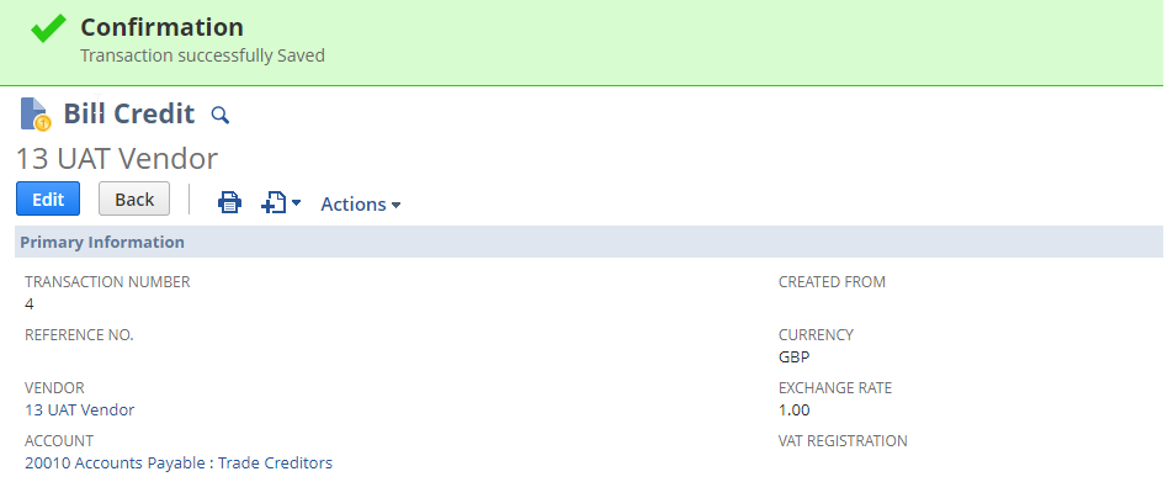 Confirmation
Transaction successfully Saved
Bill Credit
13 UAT Vendor
Edit Back Actions
Primary Information
TRANSACTION NUMBER
4
CREATED FROM
REFERENCE NO.
CURRENCY
GBP
VENDOR
13 UAT Vendor
EXCHANGE RATE
1.00
ACCOUNT
20010 Accounts Payable : Trade Creditors
VAT REGISTRATION